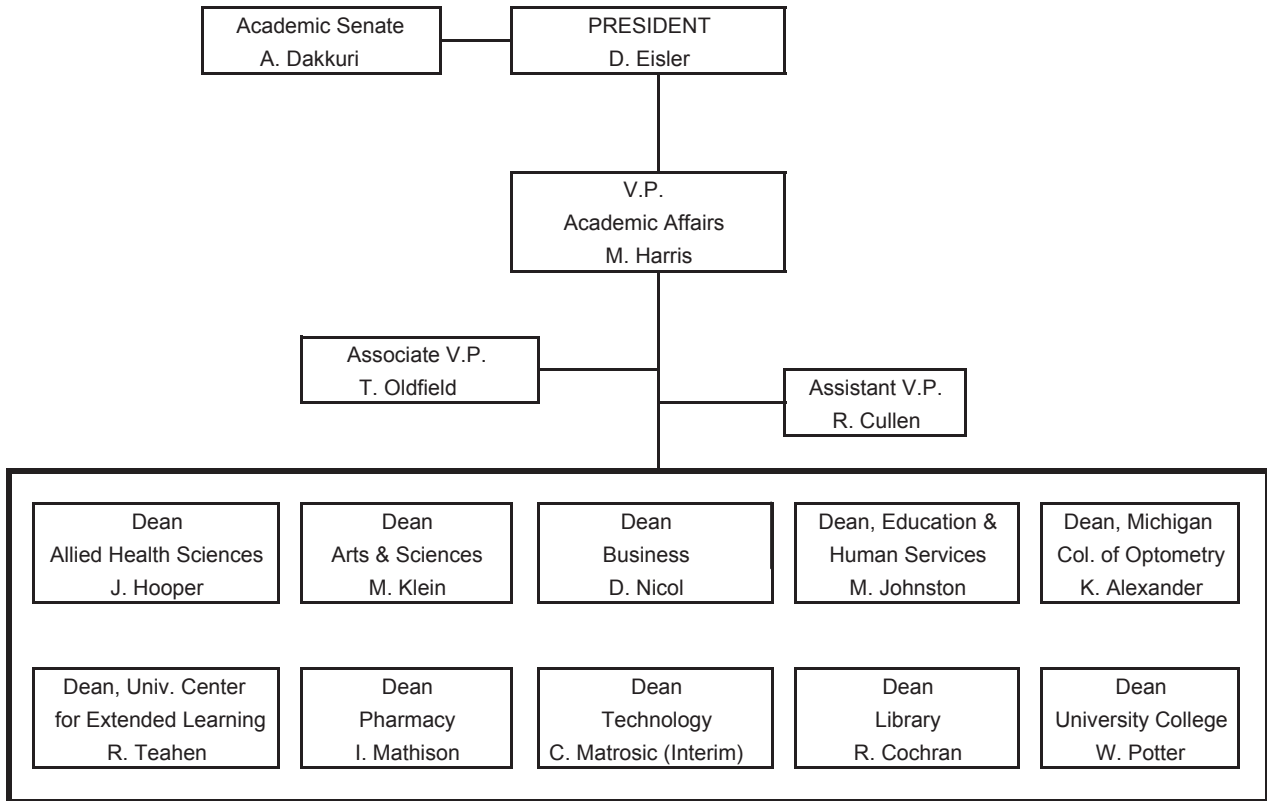 Academic Senate
A. Dakkuri
PRESIDENT
D. Eisler
V.P.
Academic Affairs
M. Harris
Associate V.P.
T. Oldfield
Assistant V.P.
R. Cullen
Dean
Allied Health Sciences
J. Hooper
Dean
Arts & Sciences
M. Klein
Dean
Business
D. Nicol
Dean, Education &
Human Services
M. Johnston
Dean, Michigan
Col. of Optometry
K. Alexander
Dean, Univ. Center
for Extended Learning
R. Teahen
Dean
Pharmacy
I. Mathison
Dean
Technology
C. Matrosic (Interim)
Dean
Library
R. Cochran
Dean
University College
W. Potter